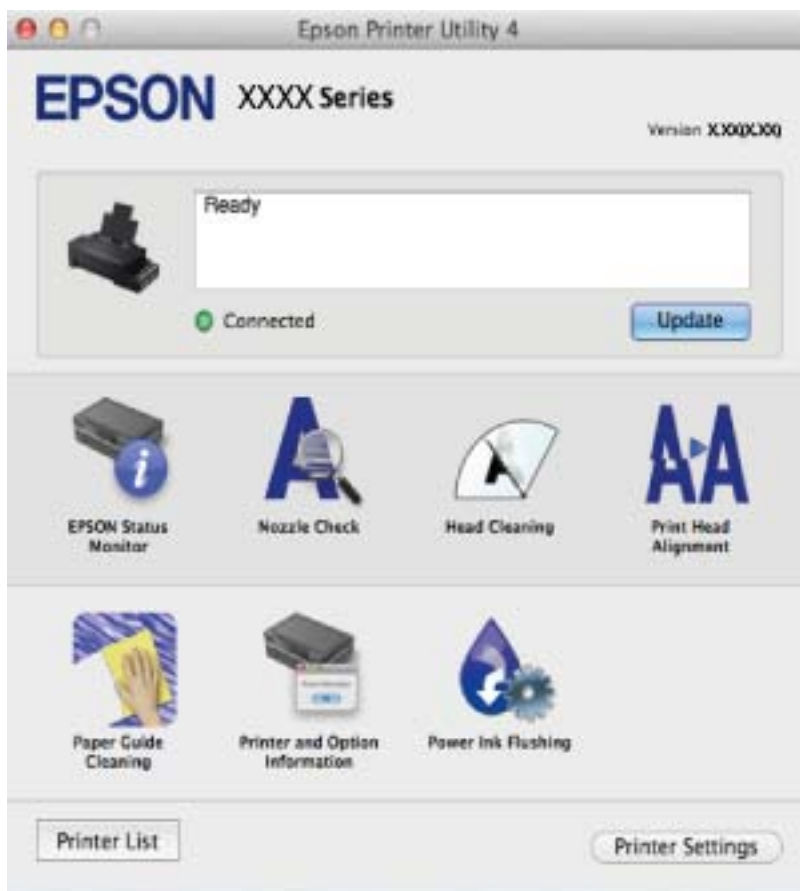 Epson Printer Utility 4
EPSON XXXX Series
Version X.XX(X.XX)
Ready
Connected
Update
EPSON Status
Monitor
Nozzle Check
Head Cleaning
Print Head
Alignment
Paper Guide
Cleaning
Printer and Option
Information
Power Ink Flushing
Printer List
Printer Settings